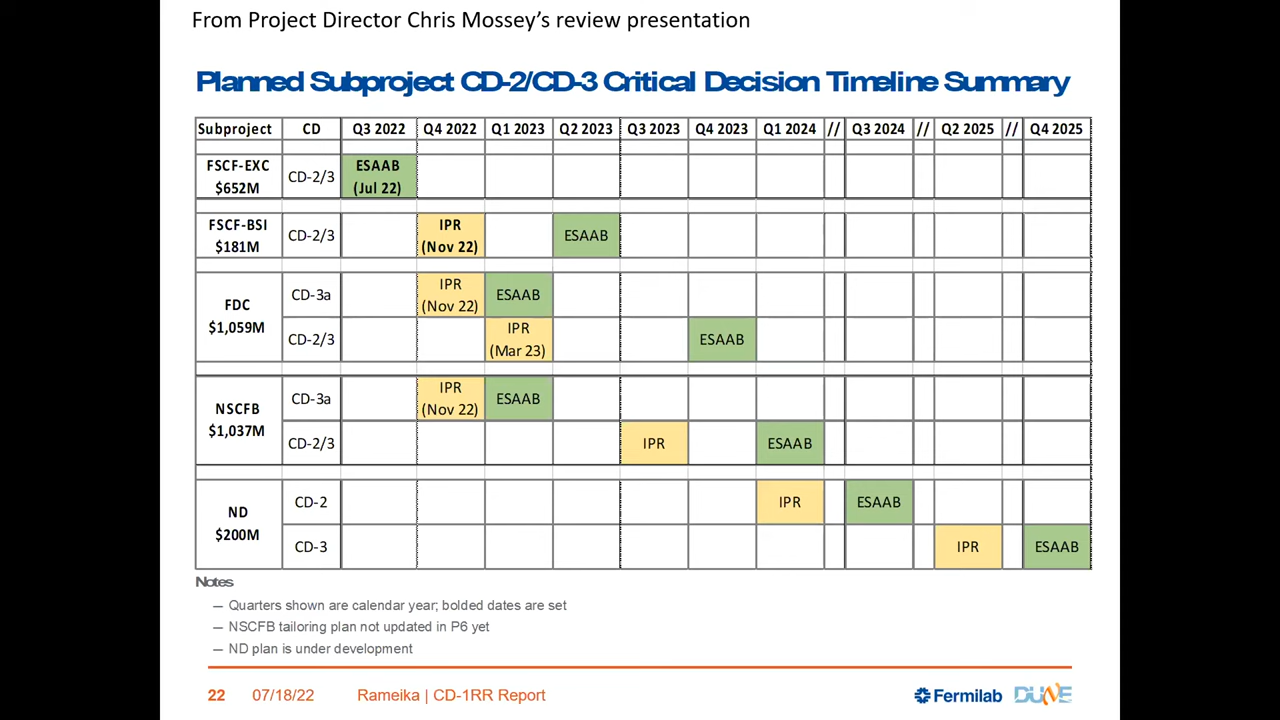 From Project Director Chris Mossey's review presentation
Planned Subproject CD-2/CD-3 Critical Decision Timeline Summary
Subproject CD Q3 2022 Q4 2022 Q1 2023 Q2 2023 Q3 2023 Q4 2023 Q1 2024 // Q3 2024 // Q2 2025 // Q4 2025
FSCF-EXC
$652M
CD-2/3
ESAAB
(Jul 22)
FSCF-BSI
$181M
CD-2/3
IPR
(Nov 22)
ESAAB
FDC
$1,059M
CD-3a
IPR
(Nov 22)
ESAAB
CD-2/3
IPR
(Mar 23)
ESAAB
NSCFB
$1,037M
CD-3a
IPR
(Nov 22)
ESAAB
CD-2/3
IPR
ESAAB
ND
$200M
CD-2
IPR
ESAAB
CD-3
IPR
ESAAB
Notes
— Quarters shown are calendar year; bolded dates are set
— NSCFB tailoring plan not updated in P6 yet
— ND plan is under development
22 07/18/22 Rameika | CD-1RR Report Fermilab DUNE